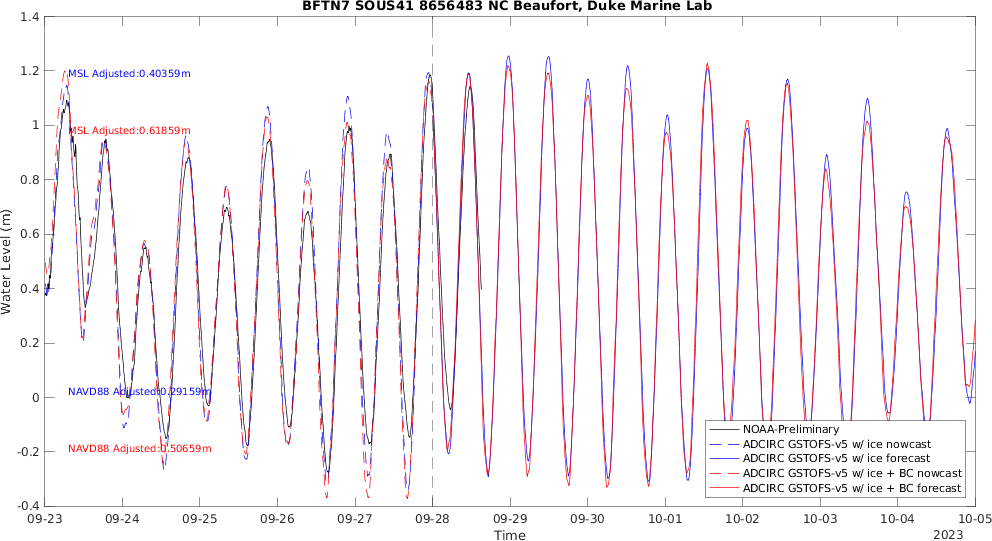 BFTN7 SOUS41 8656483 NC Beaufort, Duke Marine Lab
1.4
1.2
1
0.8
0.6
0.4
0.2
0
-0.2
-0.4
Water Level (m)
MSL Adjusted:0.40359m
MSL Adjusted:0.61859m
NAVD88 Adjusted:0.29159m
NAVD88 Adjusted:0.50659m
NOAA-Preliminary
ADCIRC GSTOFS-v5 w/ ice nowcast
ADCIRC GSTOFS-v5 w/ ice forecast
ADCIRC GSTOFS-v5 w/ ice + BC nowcast
ADCIRC GSTOFS-v5 w/ ice + BC forecast
09-23 09-24 09-25 09-26 09-27 09-28 09-29 09-30 10-01 10-02 10-03 10-04 10-05
Time
2023